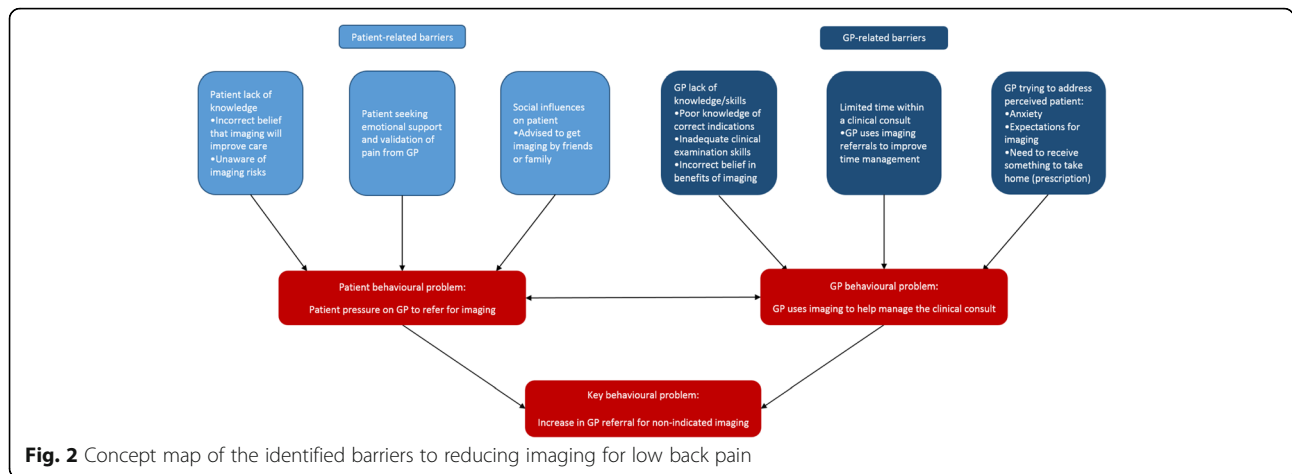 Patient-related barriers
GP-related barriers
Patient lack of
knowledge
•Incorrect belief
that imaging will
improve care
•Unaware of
imaging risks
Patient seeking
emotional support
and validation of
pain from GP
Social influences
on patient
•Advised to get
imaging by friends
or family
GP lack of
knowledge/skills
•Poor knowledge of
correct indications
•Inadequate clinical
examination skills
•Incorrect belief in
benefits of imaging
Limited time within
a clinical consult
•GP uses imaging
referrals to improve
time management
GP trying to address
perceived patient:
•Anxiety
•Expectations for
imaging
•Need to receive
something to take
home (prescription)
Patient behavioural problem:
Patient pressure on GP to refer for imaging
GP behavioural problem:
GP uses imaging to help manage the clinical consult
Key behavioural problem:
Increase in GP referral for non-indicated imaging
Fig. 2 Concept map of the identified barriers to reducing imaging for low back pain